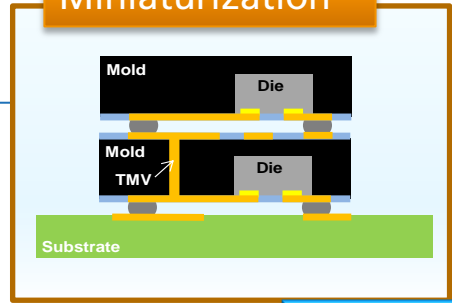 Miniaturization
Mold
Die
Mold
TMV
Die
Substrate